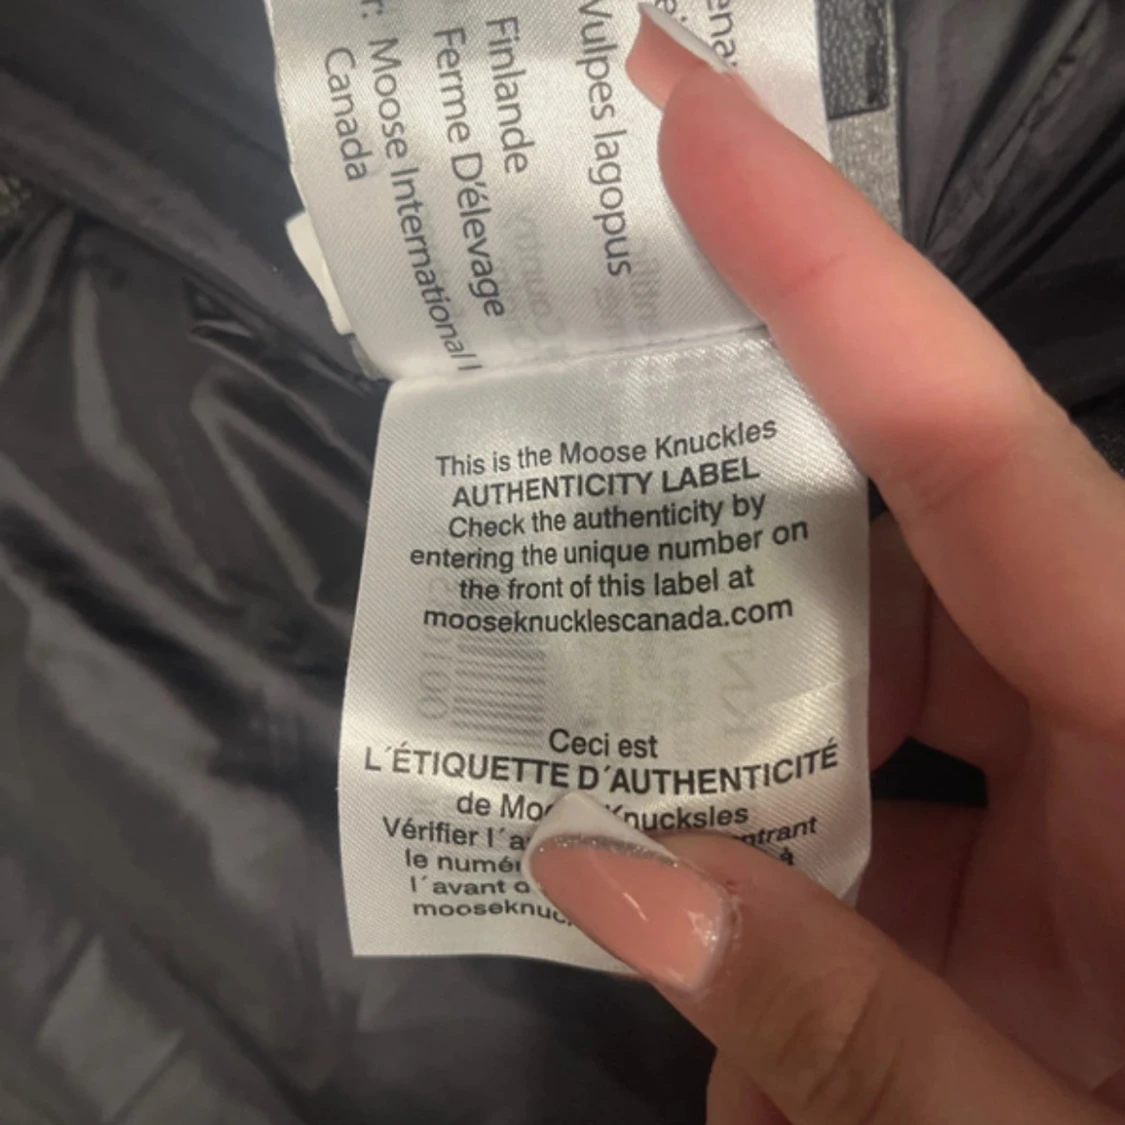 Vulpes lagopus
Finlande
Ferme D'élevage
Moose International
Canada
This is the Moose Knuckles
AUTHENTICITY LABEL
Check the authenticity by
entering the unique number on
the front of this label at
mooseknucklescanada.com
Ceci est
L´ÉTIQUETTE D´AUTHENTICITÉ
de
Vérifier
le
l´avant